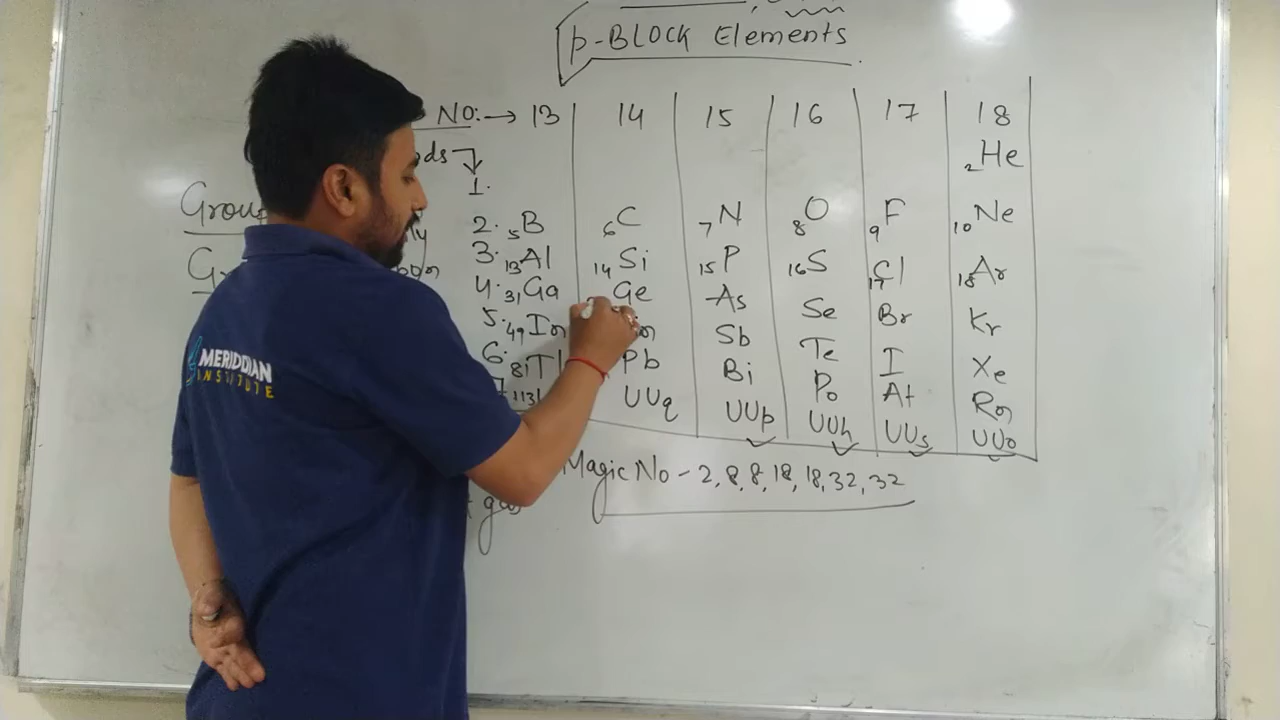 p-BLOCK Elements
NO:→ 13 14 15 16 17 18
1. ₂He
2. ₅B ₆C ₇N ₈O ₉F ₁₀Ne
3. ₁₃Al ₁₄Si ₁₅P ₁₆S ₁₇Cl ₁₈Ar
4. ₃₁Ga Ge As Se Br Kr
5. ₄₉In Sb Te I Xe
6. ₈₁Tl Pb Bi Po At Rn
113 UUq UUp UUh UUs UUo
Magic No - 2, 8, 8, 18, 18, 32, 32
gas
MERIDDIAN
INSTITUTE